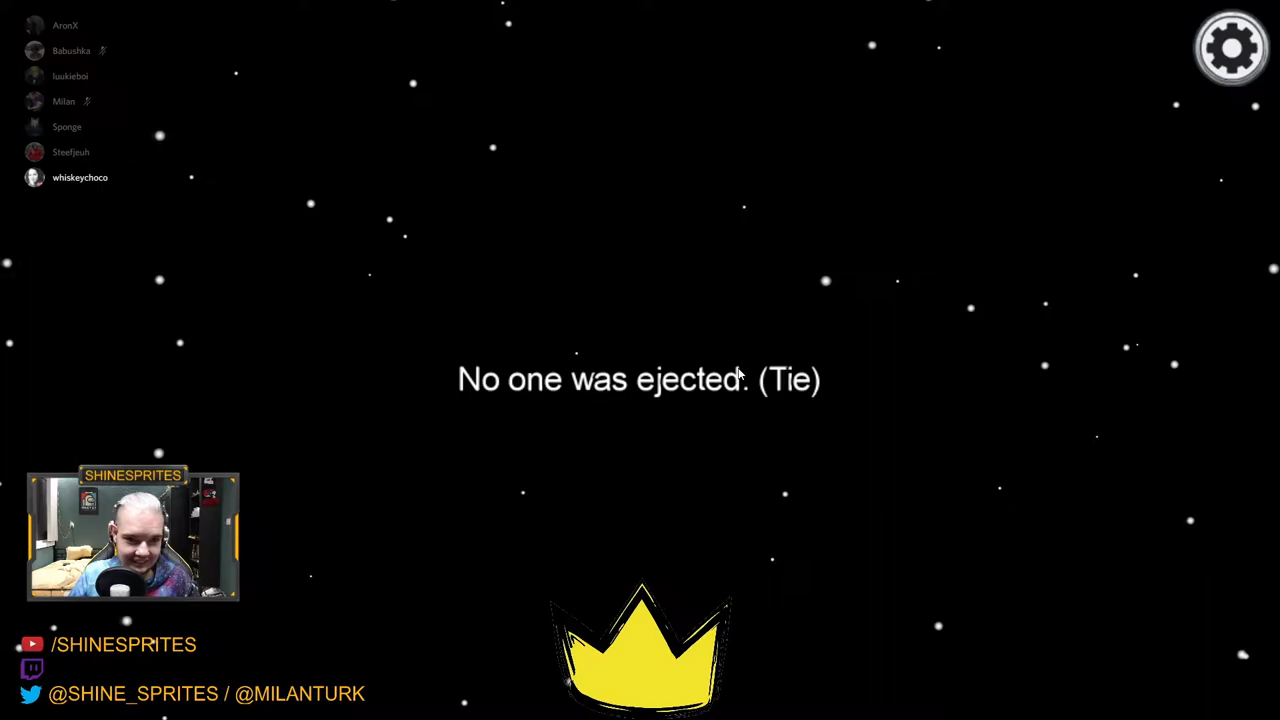 AronX
Babushka
luukieboi
Milan
Sponge
Steefjeuh
whiskeychoco
No one was ejected. (Tie)
SHINESPRITES
/SHINESPRITES
@SHINE_SPRITES / @MILANTURK